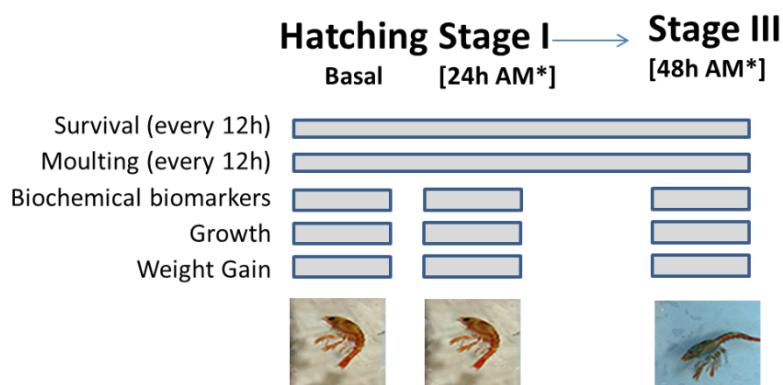 Hatching Stage I Stage III
Basal [24h AM*] [48h AM*]
Survival (every 12h)
Moulting (every 12h)
Biochemical biomarkers
Growth
Weight Gain